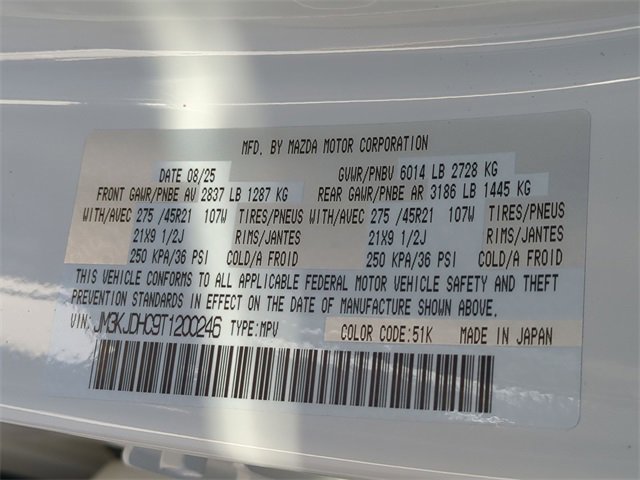 MFD. BY MAZDA MOTOR CORPORATION
DATE 08/25 GVWR/PNBV 6014 LB 2728 KG
FRONT GAWR/PNBE AV 2837 LB 1287 KG REAR GAWR/PNBE AR 3186 LB 1445 KG
WITH/AVEC 275 /45R21 107W TIRES/PNEUS WITH/AVEC 275 /45R21 107W TIRES/PNEUS
21X9 1/2J RIMS/JANTES 21X9 1/2J RIMS/JANTES
250 KPA/36 PSI COLD/A FROID 250 KPA/36 PSI COLD/A FROID
THIS VEHICLE CONFORMS TO ALL APPLICABLE FEDERAL MOTOR VEHICLE SAFETY AND THEFT
PREVENTION STANDARDS IN EFFECT ON THE DATE OF MANUFACTURE SHOWN ABOVE.
VIN: JM3KJDHC9T1200246 TYPE:MPV COLOR CODE:51K MADE IN JAPAN